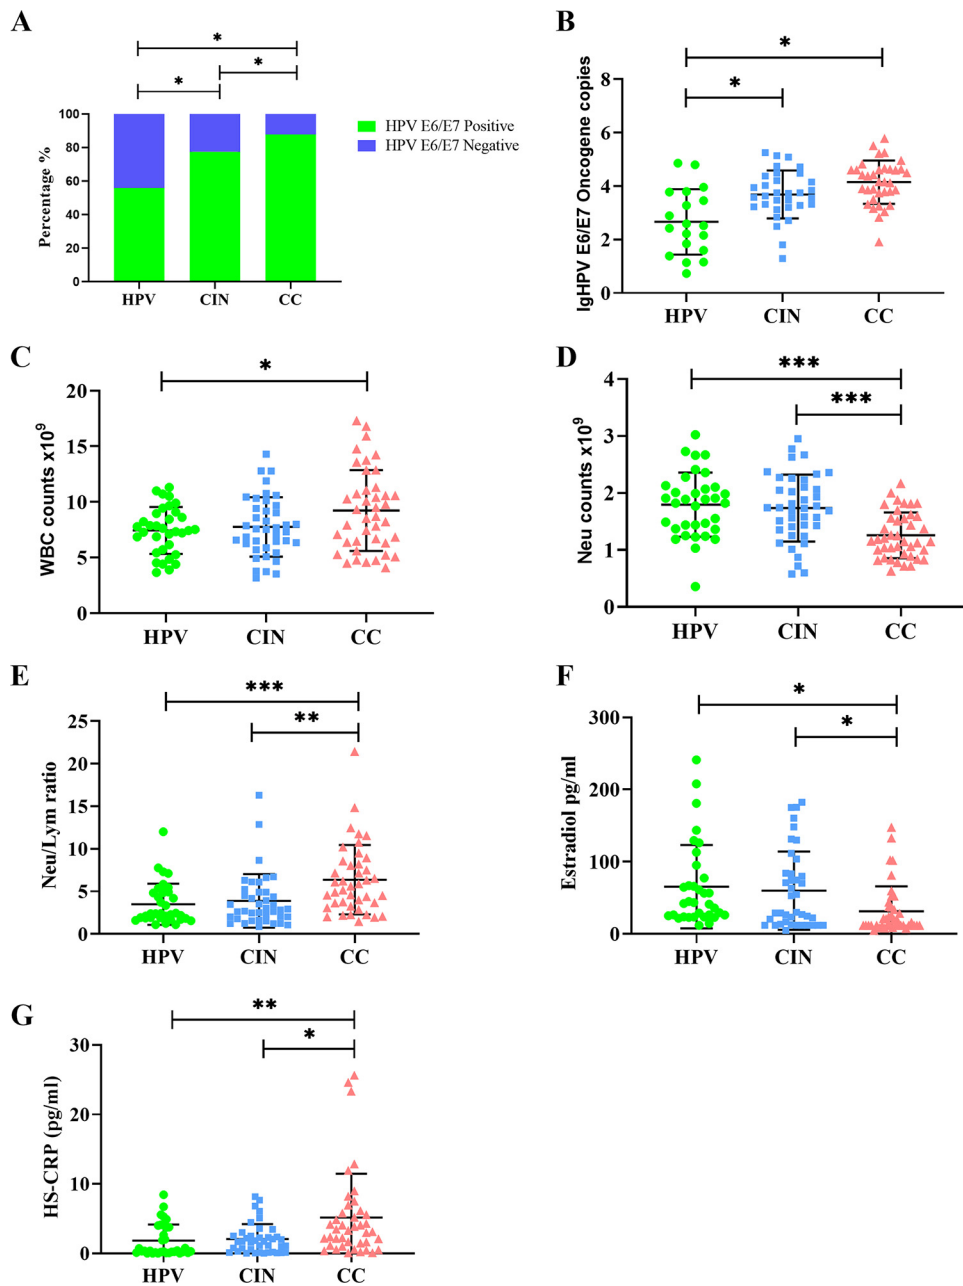 A
*
*
*
100
80
60
40
20
0
Percentage %
HPV
CIN
CC
HPV E6/E7 Positive
HPV E6/E7 Negative
B
*
*
8
6
4
2
0
lgHPV E6/E7 Oncogene copies
HPV
CIN
CC
C
*
20
15
10
5
0
WBC counts x10^9
HPV
CIN
CC
D
***
***
4
3
2
1
0
Neu counts x10^9
HPV
CIN
CC
E
***
**
25
20
15
10
5
0
Neu/Lym ratio
HPV
CIN
CC
F
*
*
300
200
100
0
Estradiol pg/ml
HPV
CIN
CC
G
**
*
30
20
10
0
HS-CRP (pg/ml)
HPV
CIN
CC